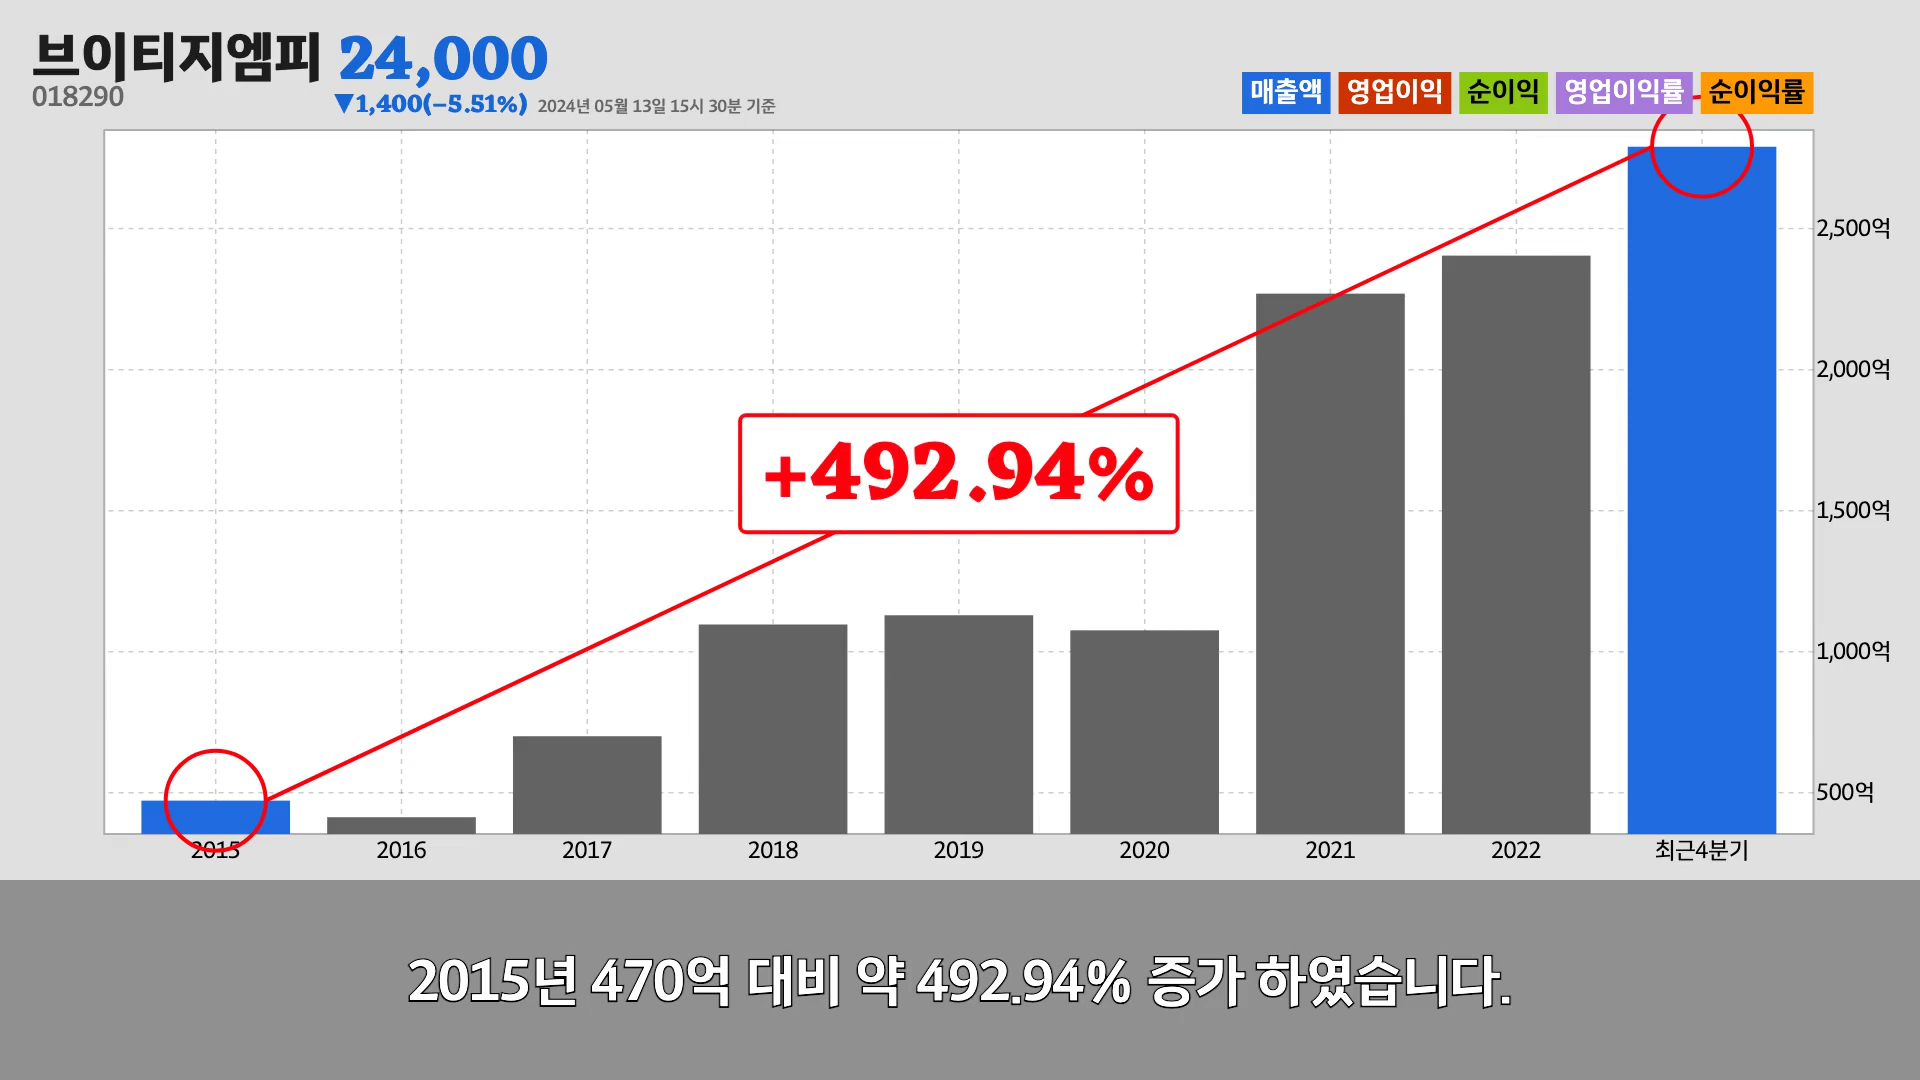 브이티지엠피 24,000
018290
▼1,400(-5.51%) 2024년 05월 13일 15시 30분 기준
매출액 영업이익 순이익 영업이익률 순이익률
2,500억
2,000억
+492.94%
1,500억
1,000억
500억
2015 2016 2017 2018 2019 2020 2021 2022 최근4분기
2015년 470억 대비 약 492.94% 증가 하였습니다.